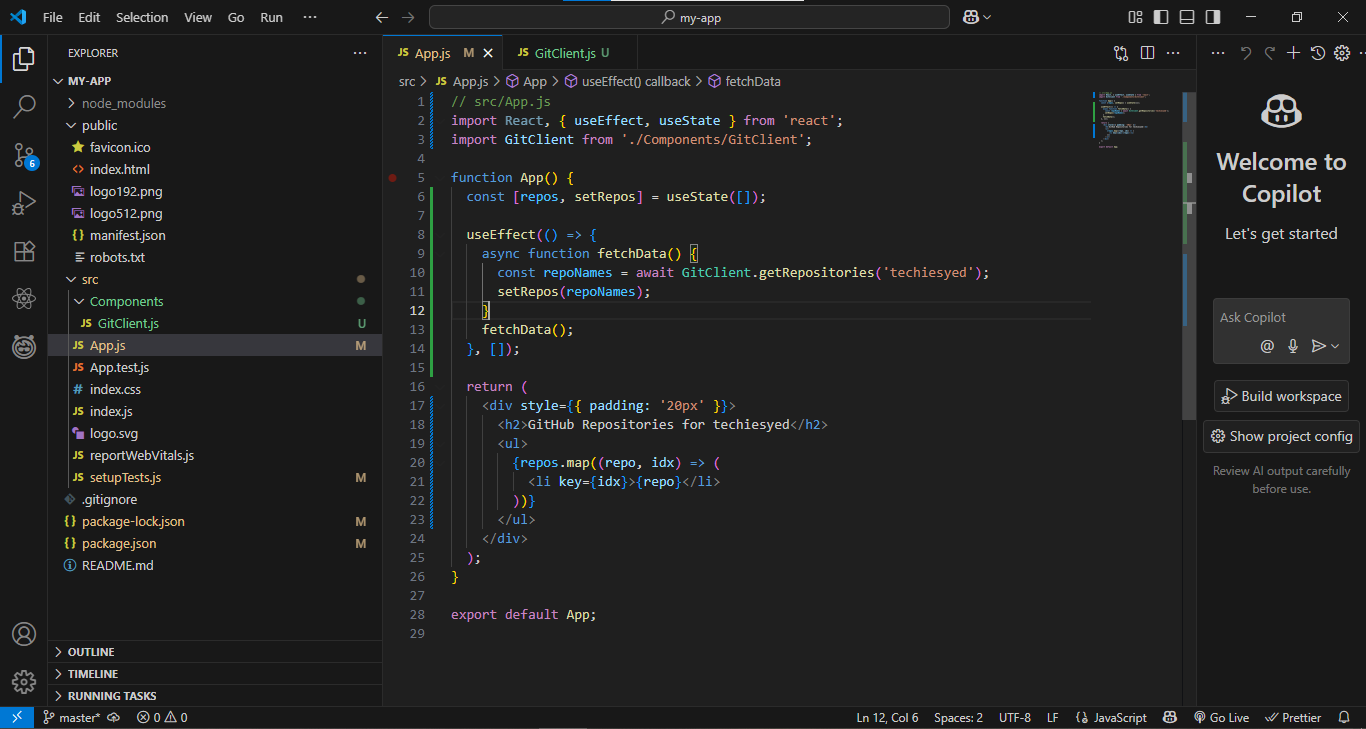 File Edit Selection View Go Run ··· my-app
EXPLORER
MY-APP
node_modules
public
favicon.ico
index.html
logo192.png
logo512.png
manifest.json
robots.txt
src
Components
GitClient.js U
App.js M
App.test.js
index.css
index.js
logo.svg
reportWebVitals.js
setupTests.js M
.gitignore
package-lock.json M
package.json M
README.md
OUTLINE
TIMELINE
RUNNING TASKS
6
JS App.js M JS GitClient.js U
src > JS App.js > App > useEffect() callback > fetchData
1 // src/App.js
2 import React, { useEffect, useState } from 'react';
3 import GitClient from './Components/GitClient';
4
5 function App() {
6 const [repos, setRepos] = useState([]);
7
8 useEffect(() => {
9 async function fetchData() {
10 const repoNames = await GitClient.getRepositories('techiesyed');
11 setRepos(repoNames);
12 }
13 fetchData();
14 }, []);
15
16 return (
17 <div style={{ padding: '20px' }}>
18 <h2>GitHub Repositories for techiesyed</h2>
19 <ul>
20 {repos.map((repo, idx) => (
21 <li key={idx}>{repo}</li>
22 ))}
23 </ul>
24 </div>
25 );
26 }
27
28 export default App;
29
Welcome to
Copilot
Let's get started
Ask Copilot
Build workspace
Show project config
Review AI output carefully
before use.
master* 0 0 Ln 12, Col 6 Spaces: 2 UTF-8 LF JavaScript Go Live Prettier